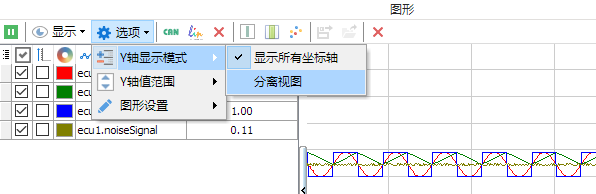 图形
显示 选项 CAN lin
Y轴显示模式 显示所有坐标轴
ecu
Y轴值范围 分离视图
ecu
图形设置
ecu 1.00
ecu1.noiseSignal 0.11